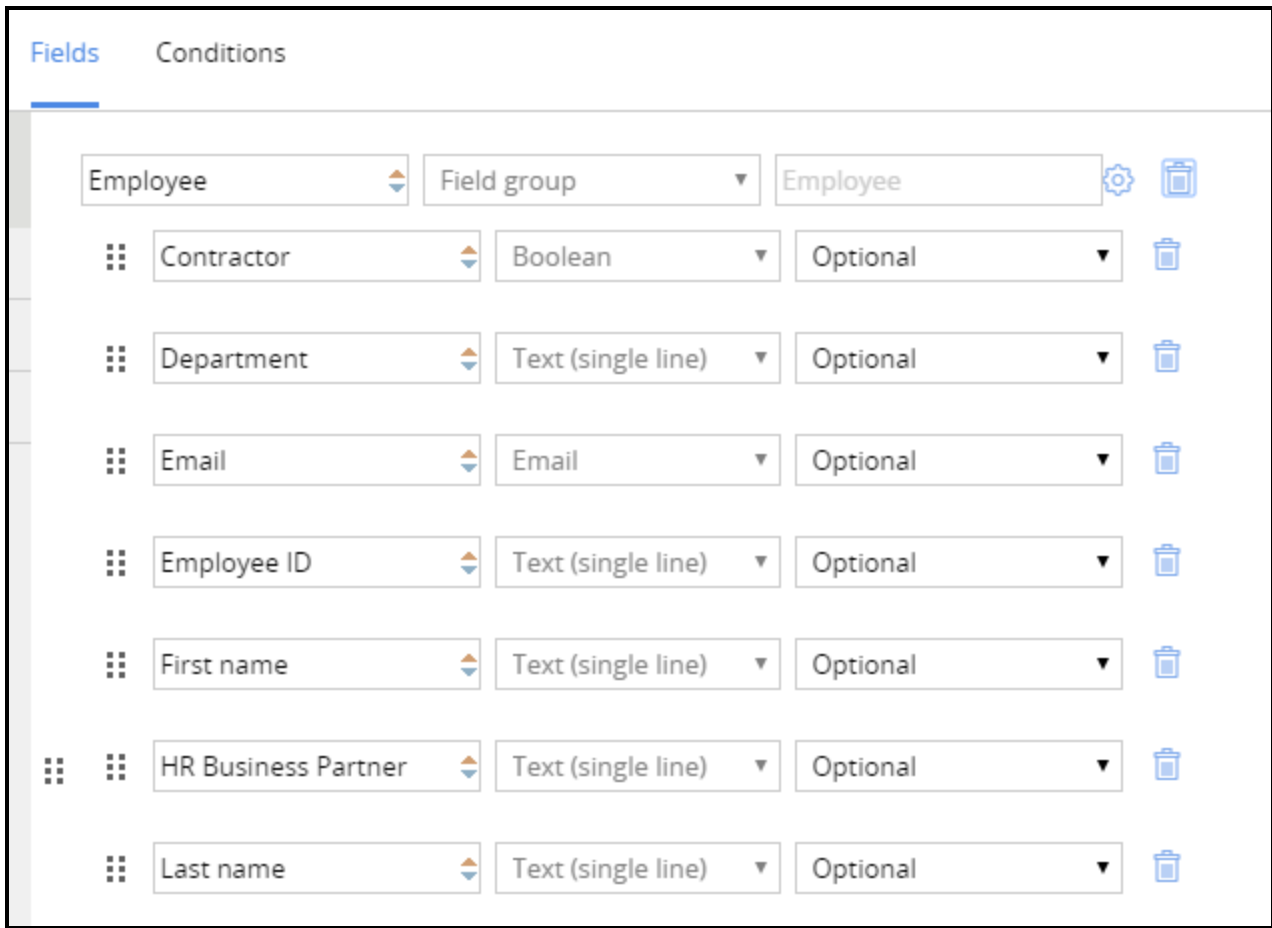 Fields Conditions
Employee Field group Employee
Contractor Boolean Optional
Department Text (single line) Optional
Email Email Optional
Employee ID Text (single line) Optional
First name Text (single line) Optional
HR Business Partner Text (single line) Optional
Last name Text (single line) Optional